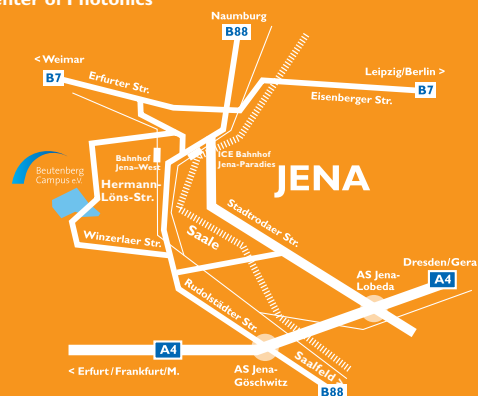 enter of Photonics
Naumburg
B88
< Weimar
B7
Erfurter Str.
Leipzig/Berlin >
Eisenberger Str.
B7
Bahnhof
Jena–West
ICE Bahnhof
Jena-Paradies
JENA
Beutenberg
Campus e.V.
Hermann-
Löns-Str.
Stadtrodaer Str.
Saale
Winzerlaer Str.
Dresden/Gera
A4
AS Jena-
Lobeda
Rudolstädter Str.
A4
< Erfurt/Frankfurt/M.
AS Jena-
Göschwitz
Saalfeld >
B88